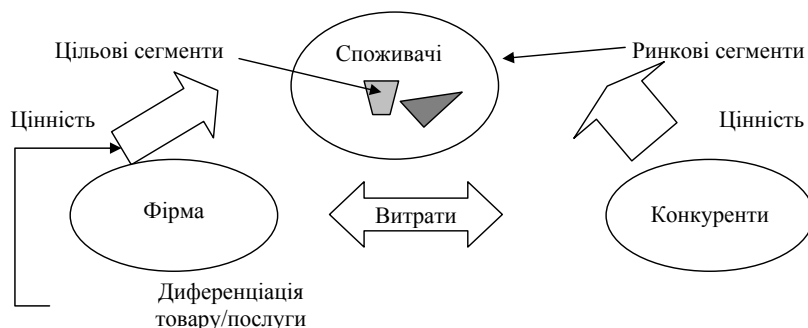 Цільові сегменти
Споживачі
Ринкові сегменти
Цінність
Цінність
Фірма
Витрати
Конкуренти
Диференціація
товару/послуги